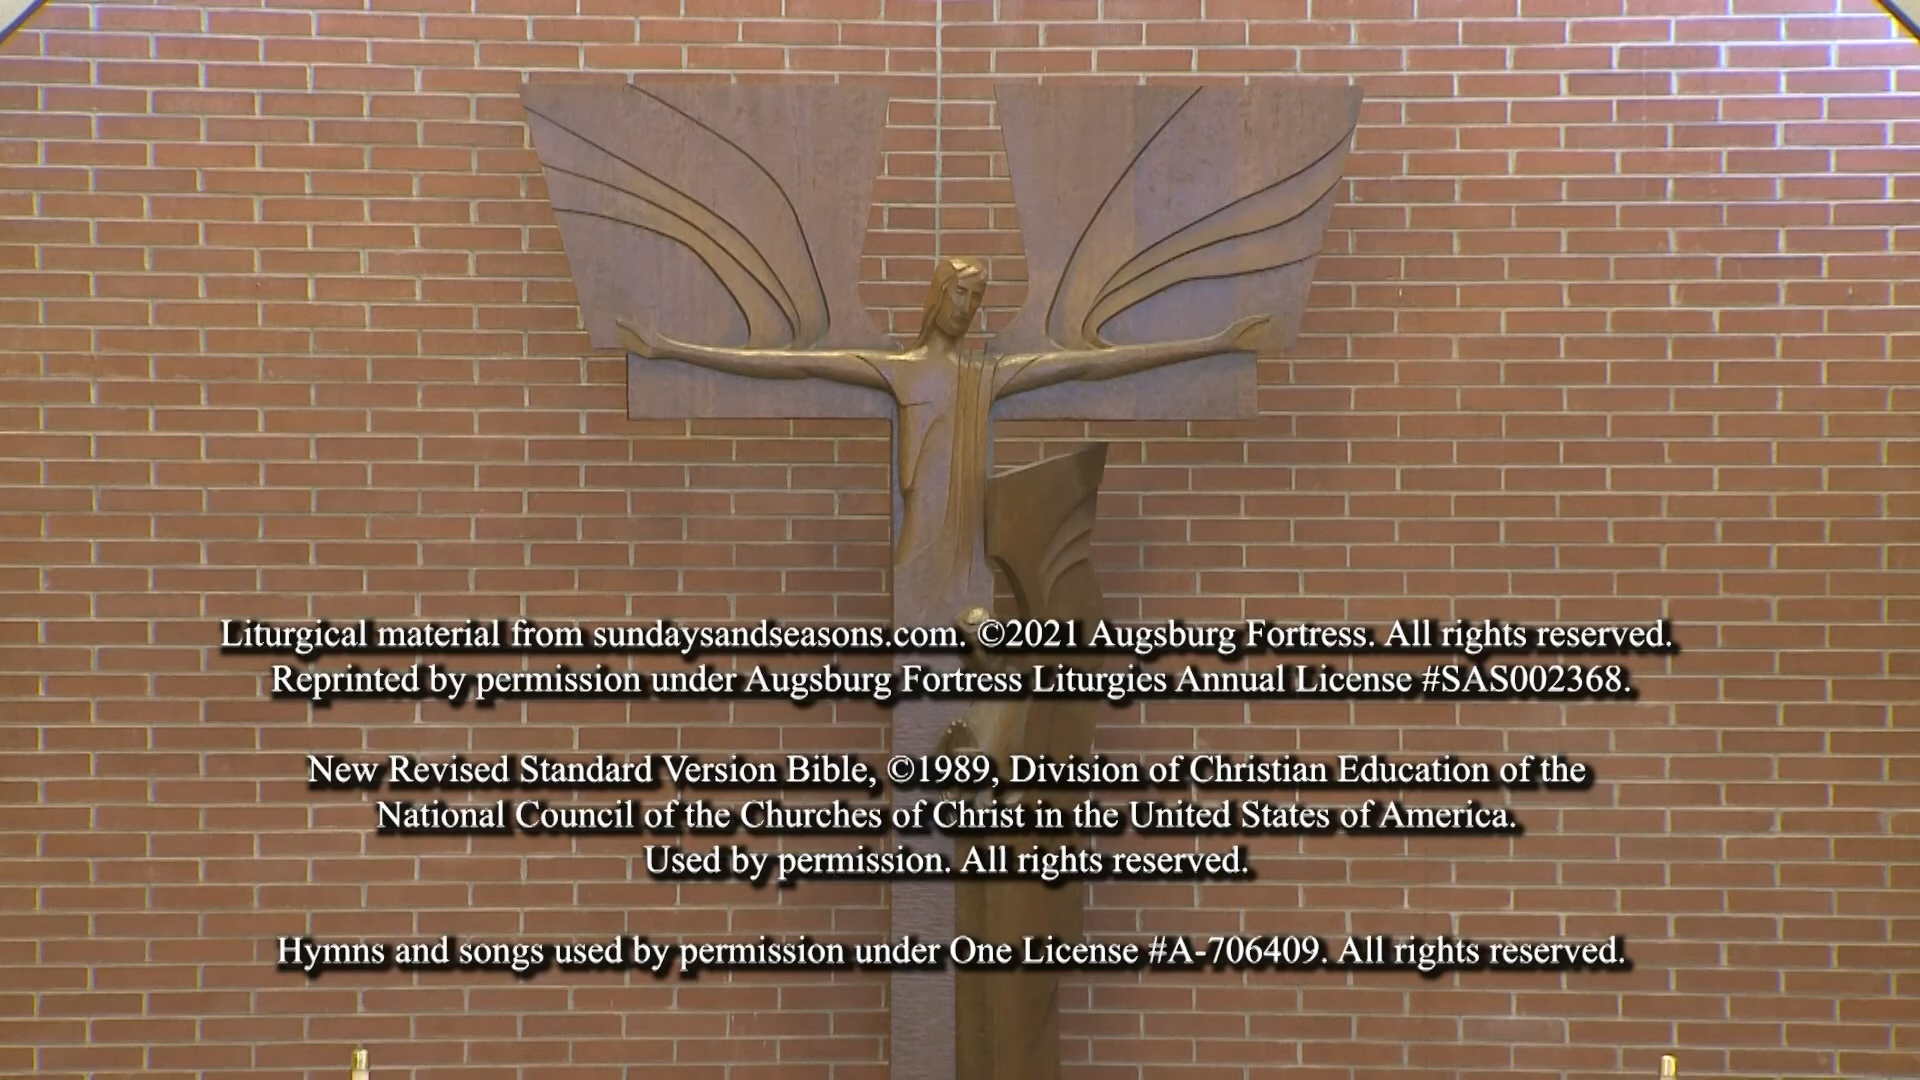 Liturgical material from sundaysandseasons.com. ©2021 Augsburg Fortress. All rights reserved.
Reprinted by permission under Augsburg Fortress Liturgies Annual License #SAS002368.
New Revised Standard Version Bible, ©1989, Division of Christian Education of the
National Council of the Churches of Christ in the United States of America.
Used by permission. All rights reserved.
Hymns and songs used by permission under One License #A-706409. All rights reserved.